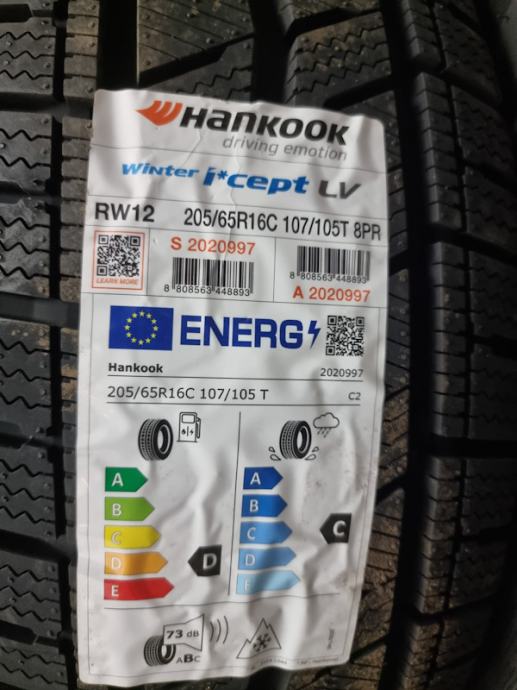 Hankook
driving emotion
Winter i*cept LV
RW12 205/65R16C 107/105T 8PR
S 2020997
LEARN MORE
8 808563 448893
8 808563 448893
A 2020997
ENERG
Hankook 2020997
205/65R16C 107/105 T C2
A A
B B
C C C
D D D
E E
73 dB
ABC